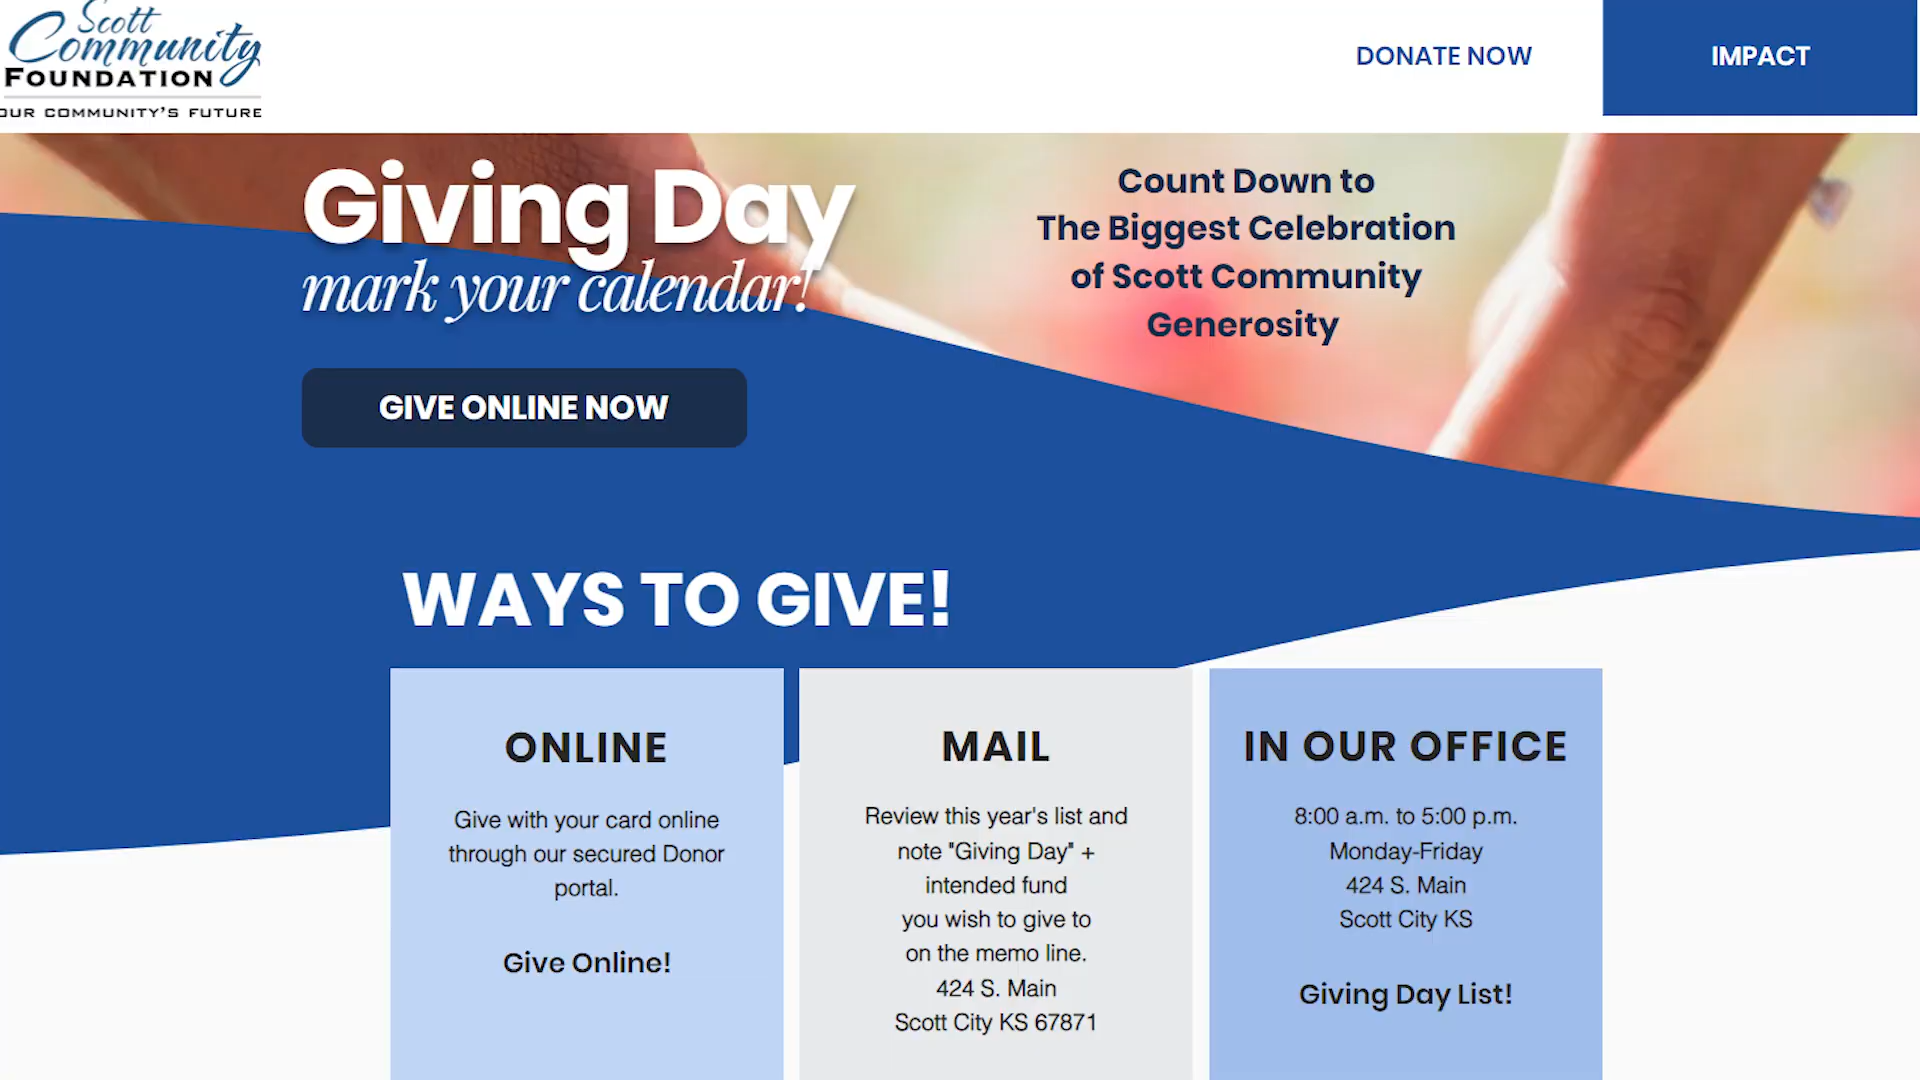 Scott
Community
FOUNDATION
OUR COMMUNITY'S FUTURE
DONATE NOW
IMPACT
Giving Day
mark your calendar!
GIVE ONLINE NOW
Count Down to
The Biggest Celebration
of Scott Community
Generosity
WAYS TO GIVE!
ONLINE
Give with your card online
through our secured Donor
portal.
Give Online!
MAIL
Review this year's list and
note "Giving Day" +
intended fund
you wish to give to
on the memo line.
424 S. Main
Scott City KS 67871
IN OUR OFFICE
8:00 a.m. to 5:00 p.m.
Monday-Friday
424 S. Main
Scott City KS
Giving Day List!